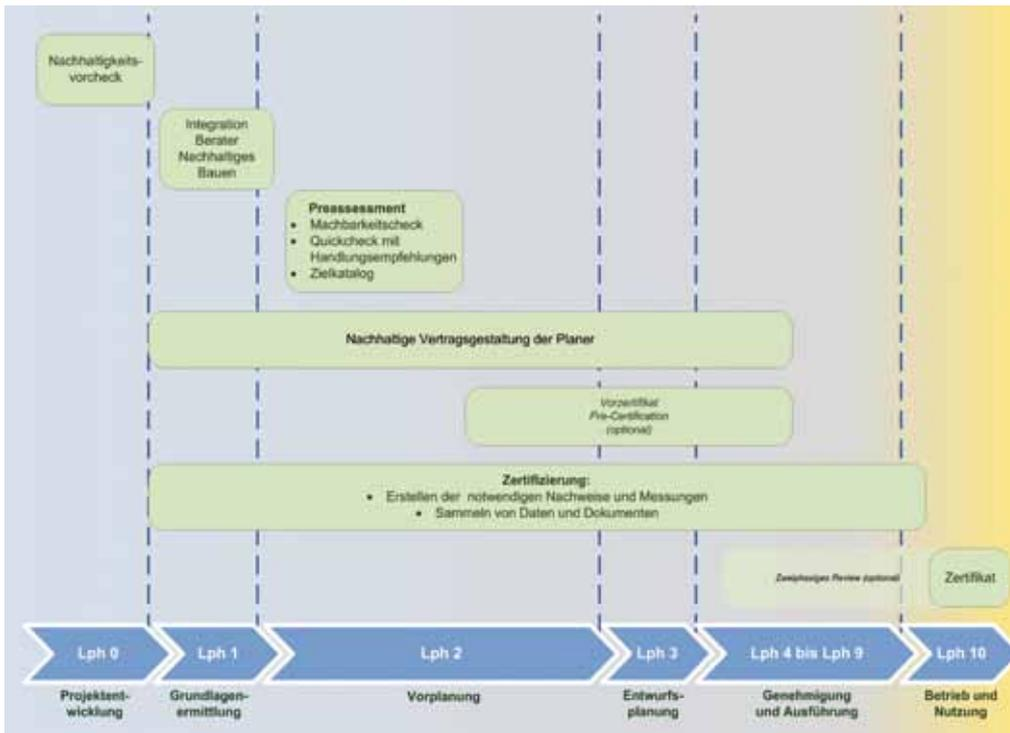 Nachhaltigkeits-
vorcheck
Integration
Berater
Nachhaltiges
Bauen
Preassessment
• Machbarkeitscheck
• Quickcheck mit
Handlungsempfehlungen
• Zielkatalog
Nachhaltige Vertragsgestaltung der Planer
Vorzertifikat
Pre-Certification
(optional)
Zertifizierung:
• Erstellen der notwendigen Nachweise und Messungen
• Sammeln von Daten und Dokumenten
Zweiphasiges Review (optional)
Zertifikat
Lph 0
Lph 1
Lph 2
Lph 3
Lph 4 bis Lph 9
Lph 10
Projektent-
wicklung
Grundlagen-
ermittlung
Vorplanung
Entwurfs-
planung
Genehmigung
und Ausführung
Betrieb und
Nutzung